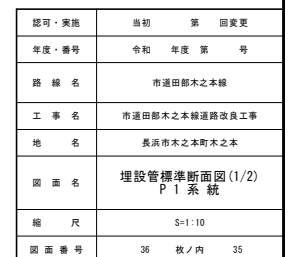 認可・実施 当初 第 回変更
年度・番号 令和 年度 第 号
路線名 市道田部木之本線
工事名 市道田部木之本線道路改良工事
地名 長浜市木之本町木之本
図面名 埋設管標準断面図(1/2)
P1系統
縮尺 S=1:10
図面番号 36 枚ノ内 35